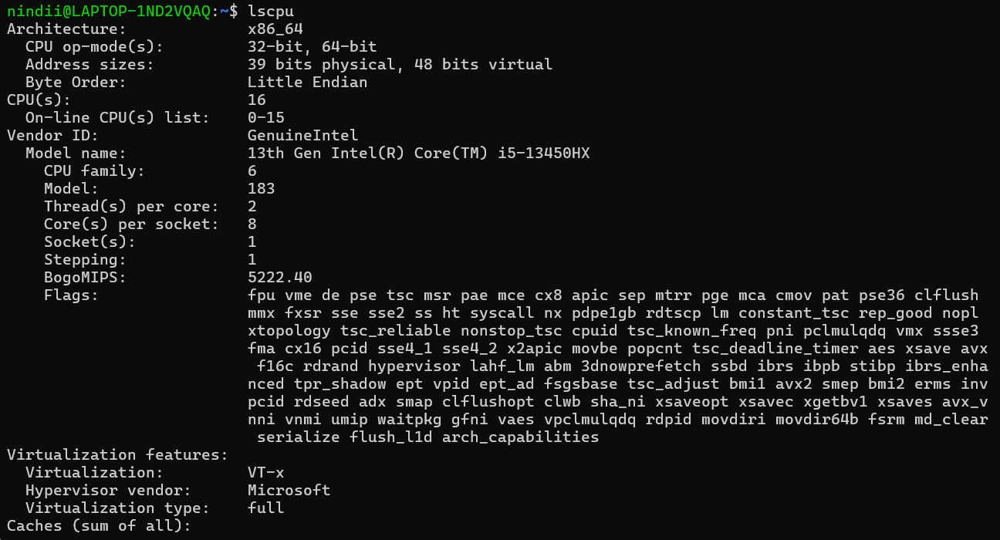 nindii@LAPTOP-1ND2VQAQ:~$ lscpu
Architecture:             x86_64
  CPU op-mode(s):         32-bit, 64-bit
  Address sizes:          39 bits physical, 48 bits virtual
  Byte Order:             Little Endian
CPU(s):                   16
  On-line CPU(s) list:    0-15
Vendor ID:                GenuineIntel
  Model name:             13th Gen Intel(R) Core(TM) i5-13450HX
    CPU family:           6
    Model:                183
    Thread(s) per core:   2
    Core(s) per socket:   8
    Socket(s):            1
    Stepping:             1
    BogoMIPS:             5222.40
    Flags:                fpu vme de pse tsc msr pae mce cx8 apic sep mtrr pge mca cmov pat pse36 clflush
                          mmx fxsr sse sse2 ss ht syscall nx pdpe1gb rdtscp lm constant_tsc rep_good nopl
                          xtopology tsc_reliable nonstop_tsc cpuid tsc_known_freq pni pclmulqdq vmx ssse3
                          fma cx16 pcid sse4_1 sse4_2 x2apic movbe popcnt tsc_deadline_timer aes xsave avx
                           f16c rdrand hypervisor lahf_lm abm 3dnowprefetch ssbd ibrs ibpb stibp ibrs_enha
                          nced tpr_shadow ept vpid ept_ad fsgsbase tsc_adjust bmi1 avx2 smep bmi2 erms inv
                          pcid rdseed adx smap clflushopt clwb sha_ni xsaveopt xsavec xgetbv1 xsaves avx_v
                          nni vnmi umip waitpkg gfni vaes vpclmulqdq rdpid movdiri movdir64b fsrm md_clear
                           serialize flush_l1d arch_capabilities
Virtualization features:
  Virtualization:         VT-x
  Hypervisor vendor:      Microsoft
  Virtualization type:    full
Caches (sum of all):